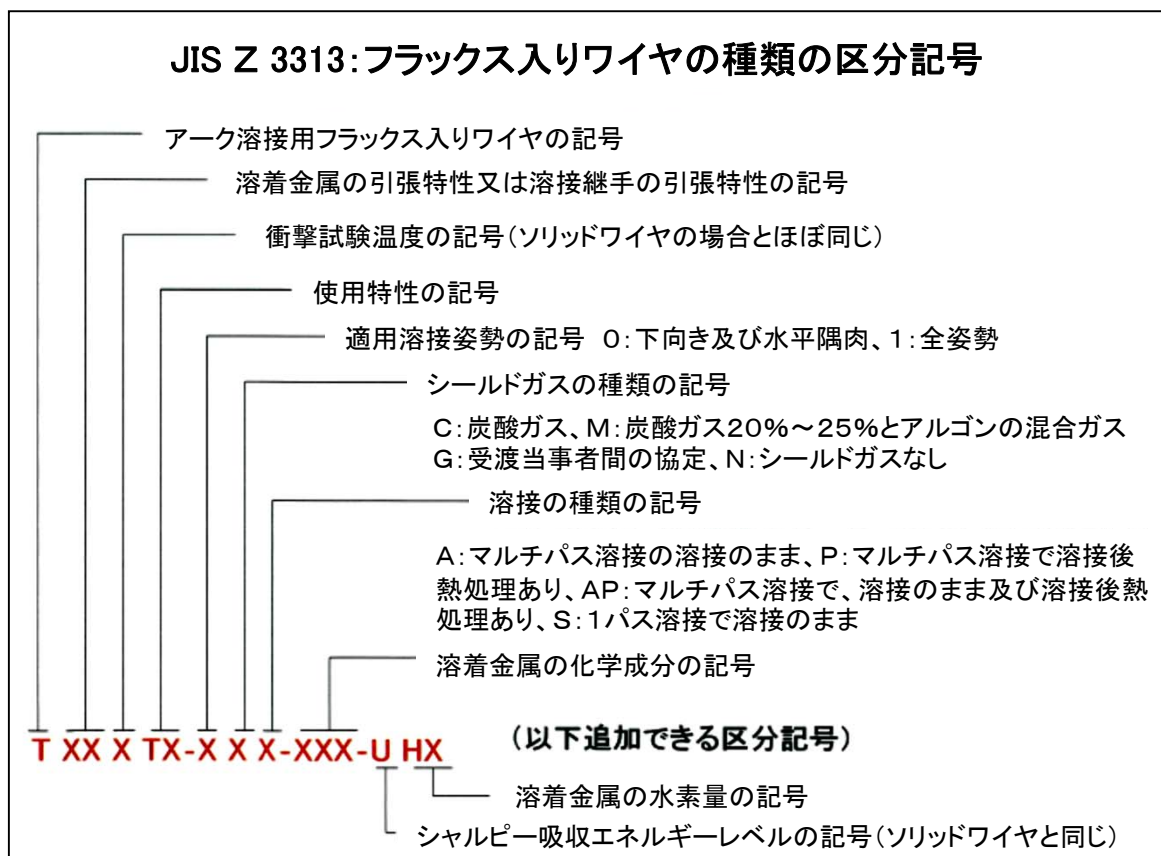 JIS Z 3313:フラックス入りワイヤの種類の区分記号
アーク溶接用フラックス入りワイヤの記号
溶着金属の引張特性又は溶接継手の引張特性の記号
衝撃試験温度の記号(ソリッドワイヤの場合とほぼ同じ)
使用特性の記号
適用溶接姿勢の記号 0:下向き及び水平隅肉、1:全姿勢
シールドガスの種類の記号
C:炭酸ガス、M:炭酸ガス20%~25%とアルゴンの混合ガス
G:受渡当事者間の協定、N:シールドガスなし
溶接の種類の記号
A:マルチパス溶接の溶接のまま、P:マルチパス溶接で溶接後
熱処理あり、AP:マルチパス溶接で、溶接のまま及び溶接後熱
処理あり、S:1パス溶接で溶接のまま
溶着金属の化学成分の記号
T XX X TX-X X X-XXX-U HX (以下追加できる区分記号)
溶着金属の水素量の記号
シャルピー吸収エネルギーレベルの記号(ソリッドワイヤと同じ)